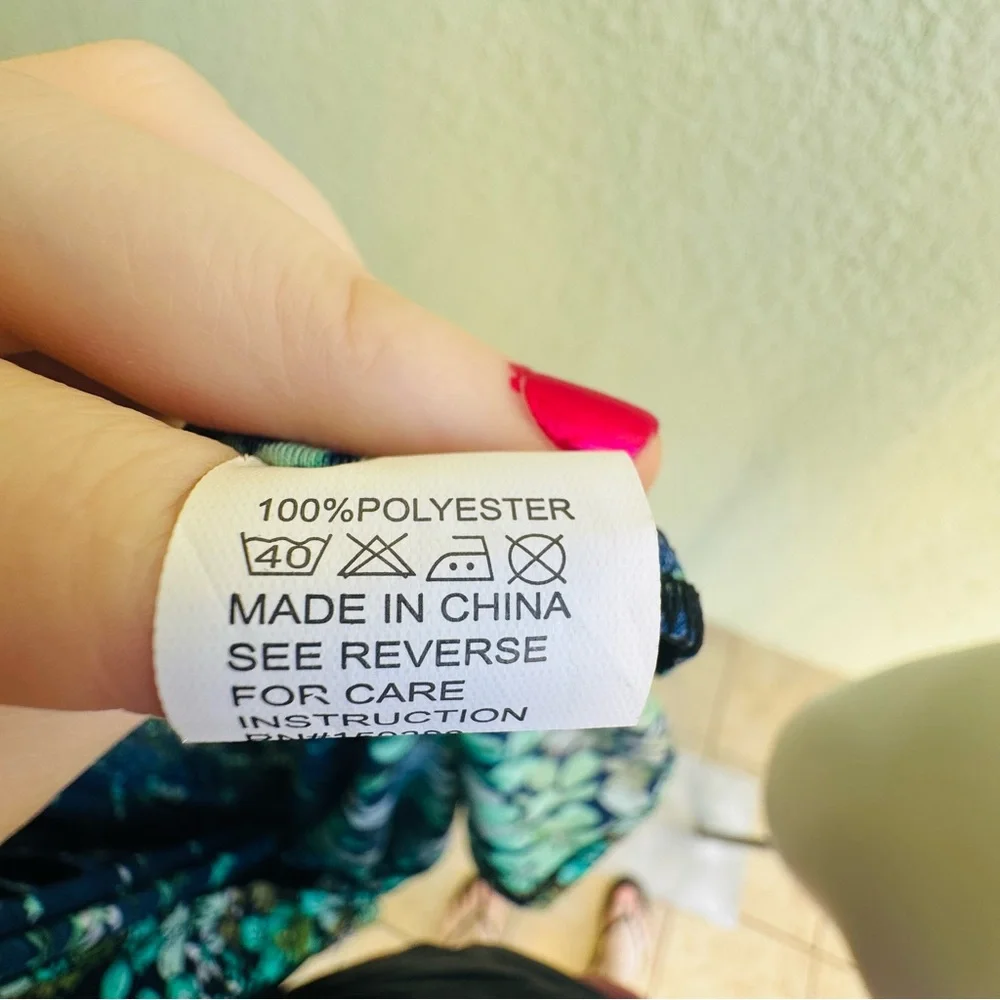 100%POLYESTER
40
MADE IN CHINA
SEE REVERSE
FOR CARE
INSTRUCTION